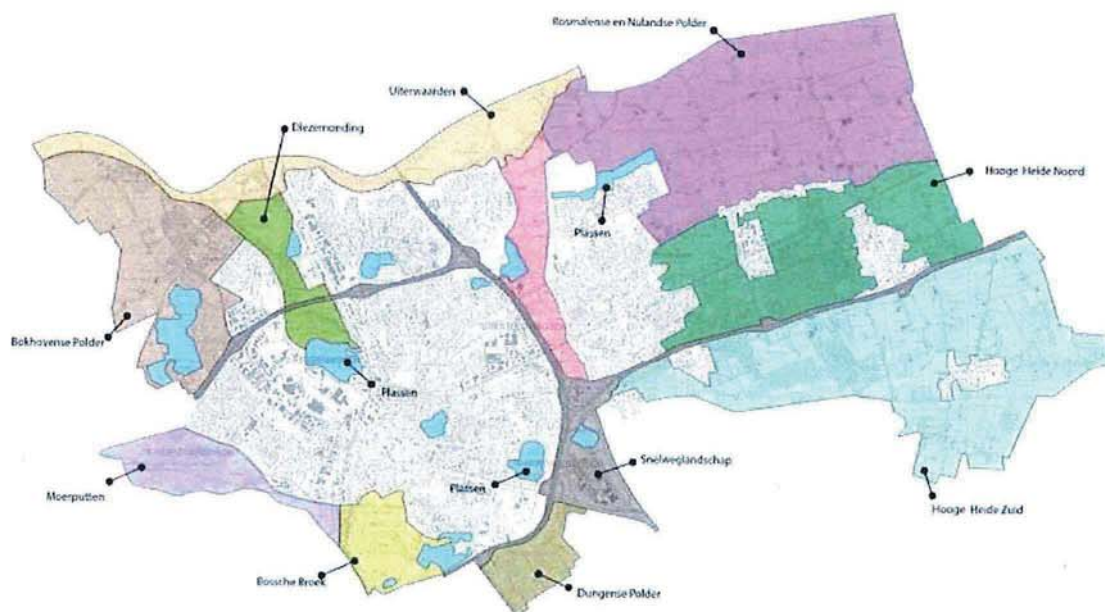 Rosmalense en Nulandse Polder
Uiterwaarden
Diezemonding
Hooge Heide Noord
Plassen
Bokhovense Polder
Plassen
Snelweglandschap
Plassen
Moerputten
Hooge Heide Zuid
Bossche Broek
Dungense Polder